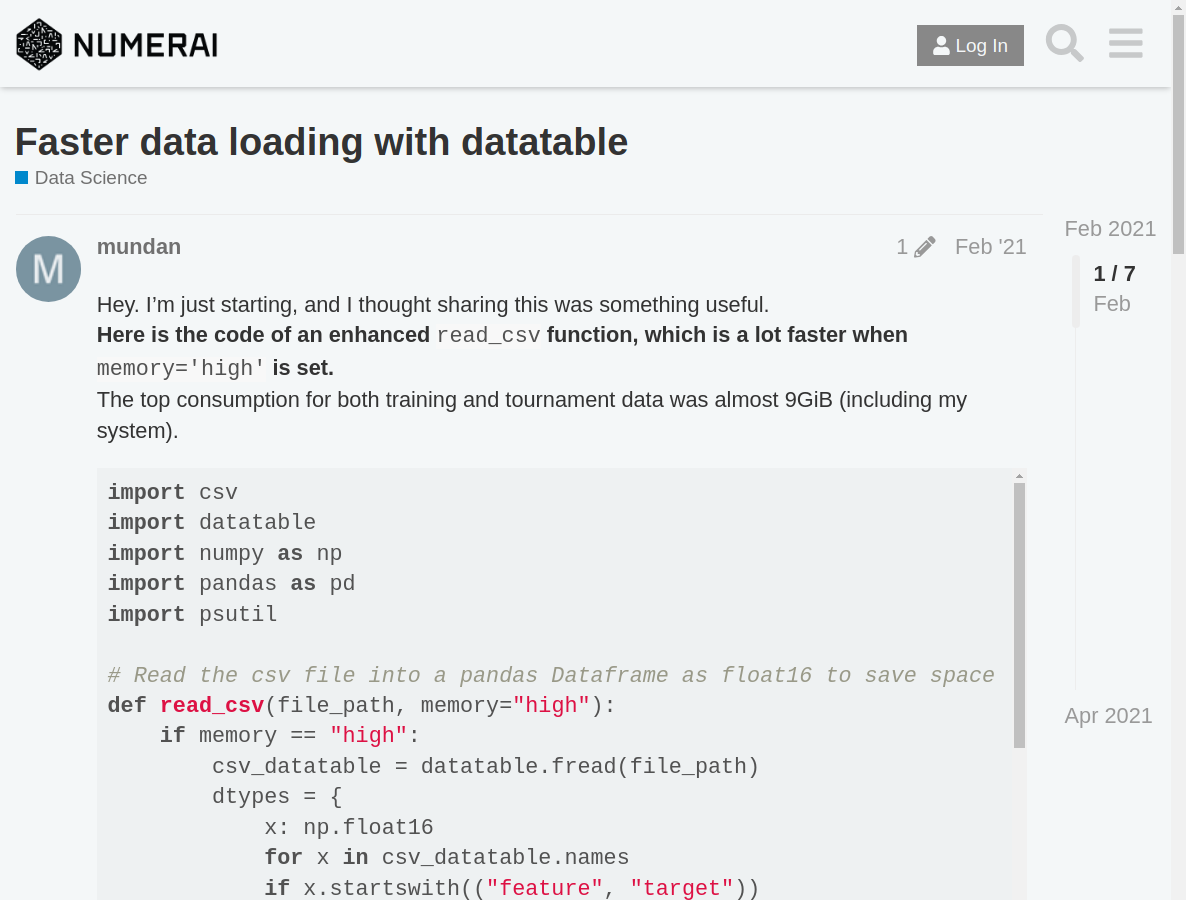 NUMERAI
Log In
Faster data loading with datatable
Data Science
Feb 2021
M
mundan
1
Feb '21
1 / 7
Feb
Hey. I’m just starting, and I thought sharing this was something useful.
Here is the code of an enhanced read_csv function, which is a lot faster when
memory='high' is set.
The top consumption for both training and tournament data was almost 9GiB (including my
system).
import csv
import datatable
import numpy as np
import pandas as pd
import psutil
# Read the csv file into a pandas Dataframe as float16 to save space
def read_csv(file_path, memory="high"):
    if memory == "high":
        csv_datatable = datatable.fread(file_path)
        dtypes = {
            x: np.float16
            for x in csv_datatable.names
            if x.startswith(("feature", "target"))
Apr 2021